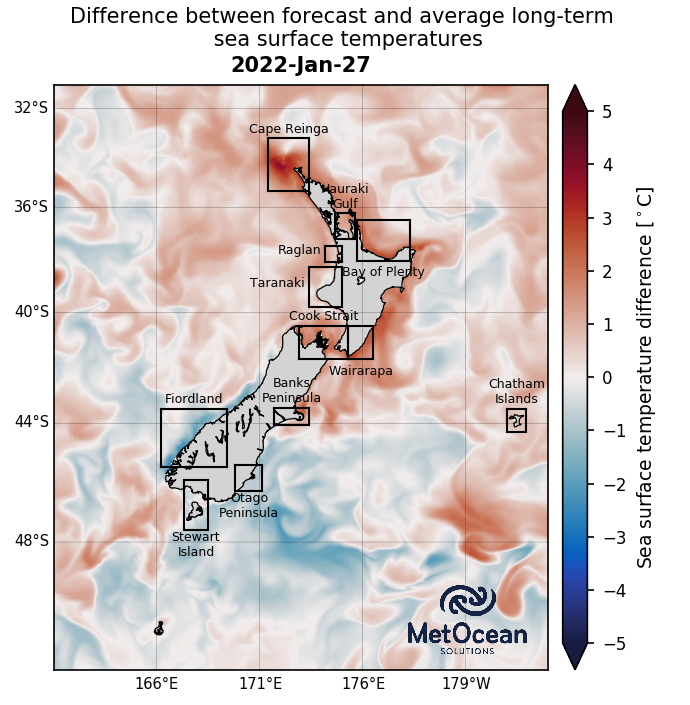 Difference between forecast and average long-term
sea surface temperatures
2022-Jan-27
32°S
36°S
40°S
44°S
48°S
Cape Reinga
Hauraki
Gulf
Raglan
Bay of Plenty
Taranaki
Cook Strait
Wairarapa
Banks
Peninsula
Fiordland
Chatham
Islands
Otago
Peninsula
Stewart
Island
MetOcean
SOLUTIONS
166°E
171°E
176°E
179°W
5
4
3
2
1
0
−1
−2
−3
−4
−5
Sea surface temperature difference [°C]